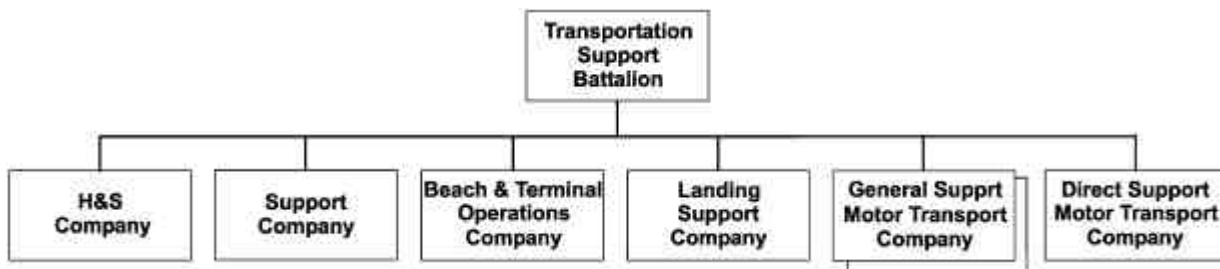 Transportation
Support
Battalion
H&S
Company
Support
Company
Beach & Terminal
Operations
Company
Landing
Support
Company
General Supprt
Motor Transport
Company
Direct Support
Motor Transport
Company